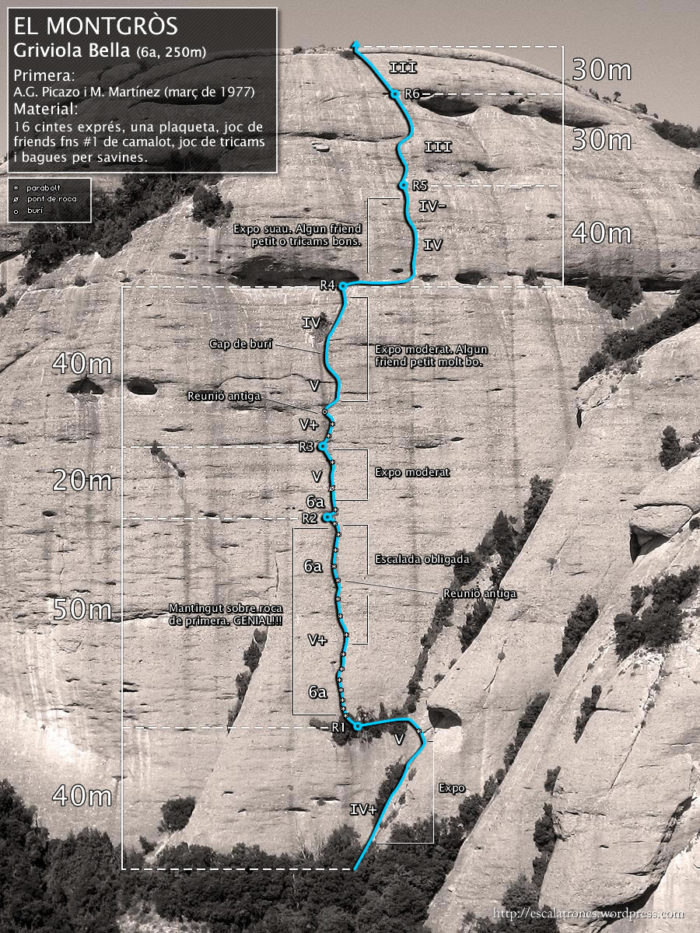 EL MONTGRÒS
Griviola Bella (6a, 250m)
Primera:
A.G. Picazo i M. Martínez (març de 1977)
Material:
16 cintes exprés, una plaqueta, joc de
friends fns #1 de camalot, joc de tricams
i bagues per savines.
parabolt
pont de roca
burí
III
30m
R6
III
30m
R5
IV-
Expo suau. Algun friend
petit o tricams bons.
IV
40m
R4
IV
Cap de burí
Expo moderat. Algun
friend petit molt bo.
40m
V
Reunió antiga
V+
R3
V
Expo moderat
20m
6a
R2
Escalada obligada
6a
Reunió antiga
Mantingut sobre roca
de primera. GENIAL!!!
50m
V+
6a
R1
V
Expo
40m
IV+
http://escalatrones.wordpress.com